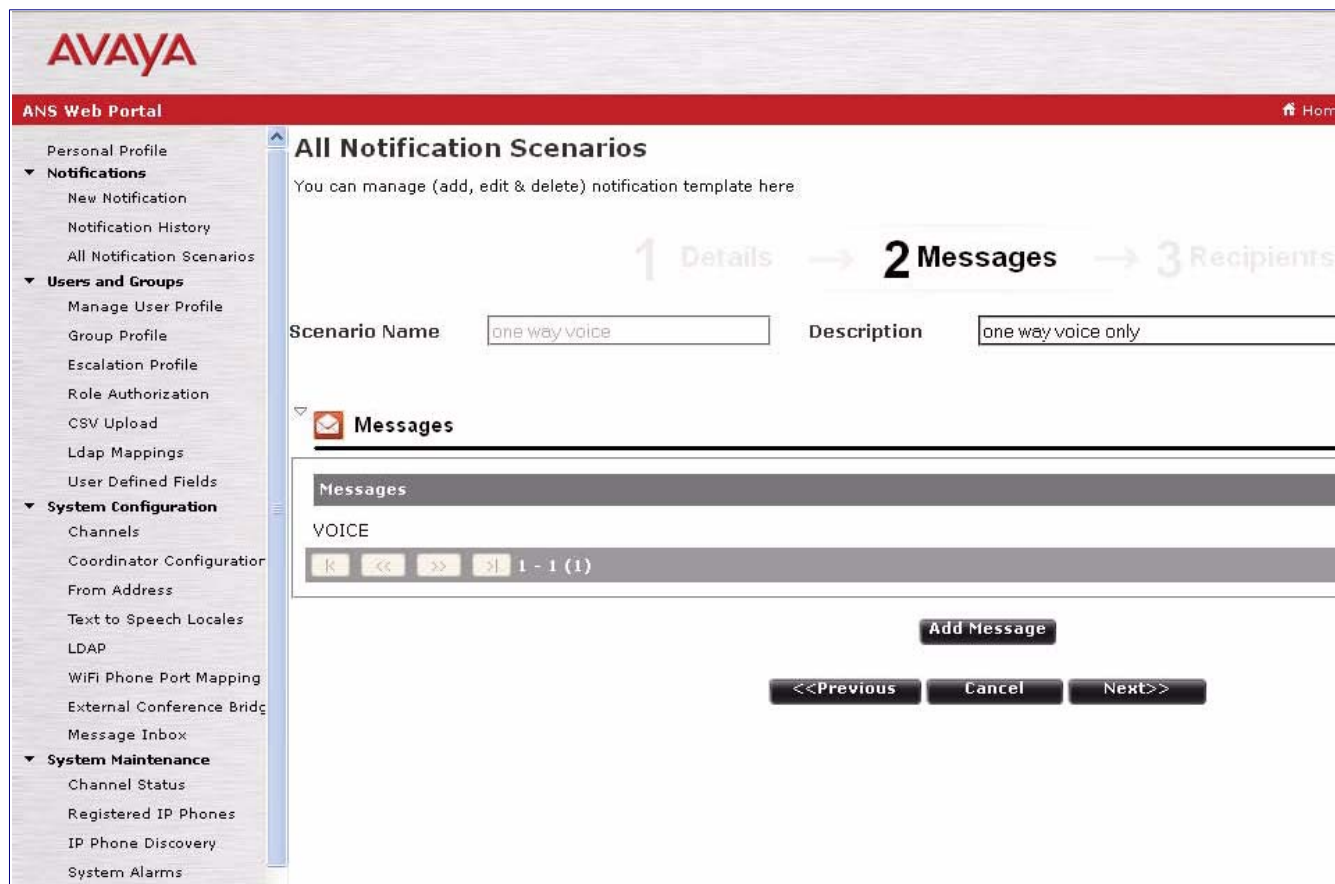 AVAYA
ANS Web Portal
Hom
Personal Profile
Notifications
New Notification
Notification History
All Notification Scenarios
Users and Groups
Manage User Profile
Group Profile
Escalation Profile
Role Authorization
CSV Upload
Ldap Mappings
User Defined Fields
System Configuration
Channels
Coordinator Configuration
From Address
Text to Speech Locales
LDAP
WiFi Phone Port Mapping
External Conference Bridg
Message Inbox
System Maintenance
Channel Status
Registered IP Phones
IP Phone Discovery
System Alarms
All Notification Scenarios
You can manage (add, edit & delete) notification template here
1 Details → 2 Messages → 3 Recipients
Scenario Name one way voice Description one way voice only
Messages
Messages
VOICE
|< << >> >| 1 - 1 (1)
Add Message
<<Previous Cancel Next>>